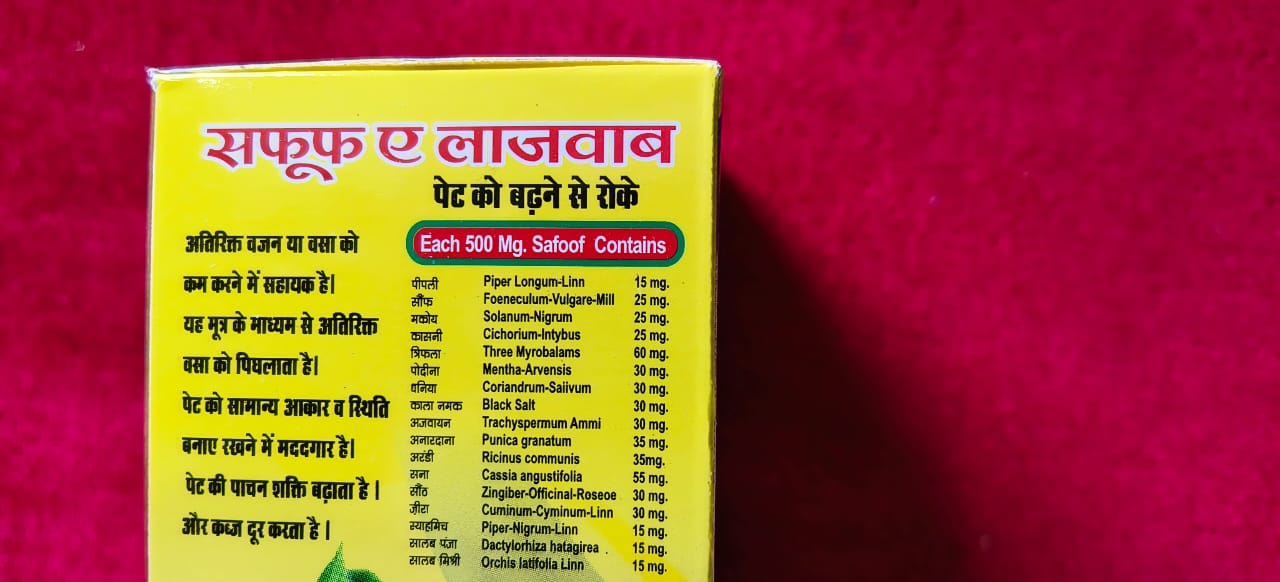 सफूफ ए लाजवाब
पेट को बढ़ने से रोके
अतिरिक्त वजन या वसा को
कम करने में सहायक है।
यह मूत्र के माध्यम से अतिरिक्त
वसा को पिघलाता है।
पेट को सामान्य आकार व स्थिति
बनाए रखने में मददगार है।
पेट की पाचन शक्ति बढ़ाता है।
और कब्ज दूर करता है।
Each 500 Mg. Safoof Contains
पीपली Piper Longum-Linn 15 mg.
सौंफ Foeneculum-Vulgare-Mill 25 mg.
मकोय Solanum-Nigrum 25 mg.
कासनी Cichorium-Intybus 25 mg.
त्रिफला Three Myrobalams 60 mg.
पोदीना Mentha-Arvensis 30 mg.
धनिया Coriandrum-Saiivum 30 mg.
काला नमक Black Salt 30 mg.
अजवायन Trachyspermum Ammi 30 mg.
अनारदाना Punica granatum 35 mg.
अरंडी Ricinus communis 35mg.
सना Cassia angustifolia 55 mg.
सौंठ Zingiber-Officinal-Roseoe 30 mg.
ज़ीरा Cuminum-Cyminum-Linn 30 mg.
स्याहमिच Piper-Nigrum-Linn 15 mg.
सालब पंजा Dactylorhiza hatagirea 15 mg.
सालब मिश्री Orchis latifolia Linn 15 mg.